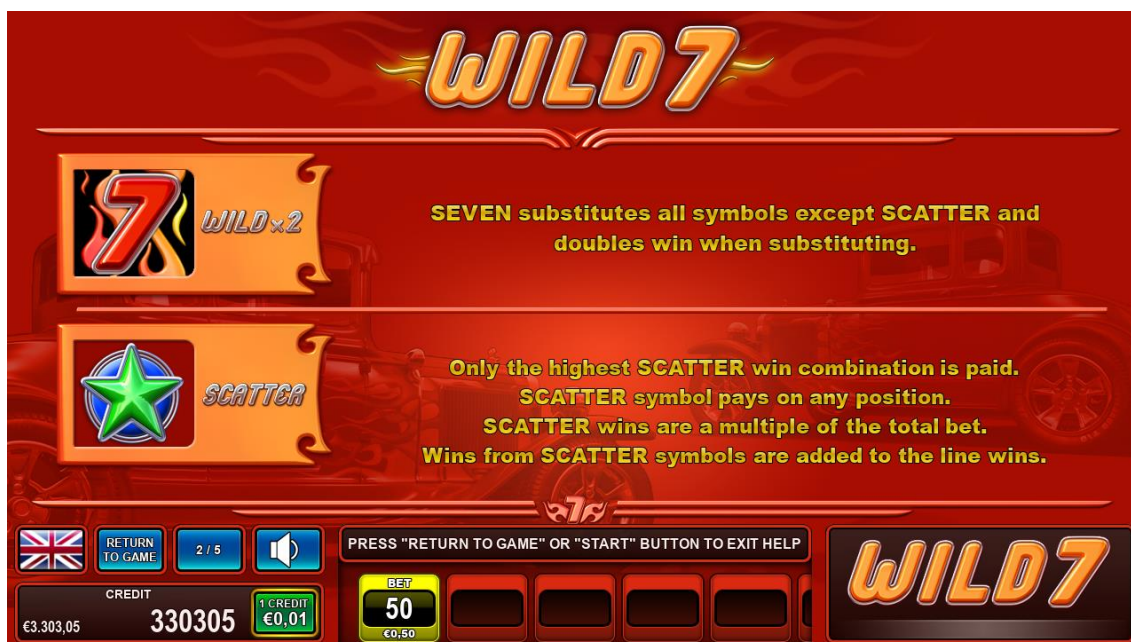 WILD7
7
WILD x2
SEVEN substitutes all symbols except SCATTER and
doubles win when substituting.
SCATTER
Only the highest SCATTER win combination is paid.
SCATTER symbol pays on any position.
SCATTER wins are a multiple of the total bet.
Wins from SCATTER symbols are added to the line wins.
7
RETURN
TO GAME
2 / 5
PRESS "RETURN TO GAME" OR "START" BUTTON TO EXIT HELP
WILD7
CREDIT
€3.303,05
330305
1 CREDIT
€0,01
BET
50
€0,50